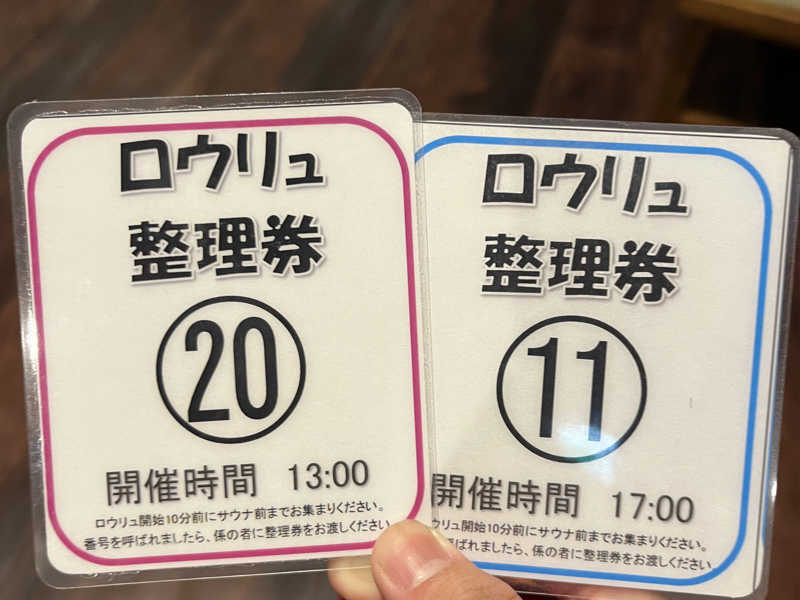 ロウリュ
整理券
20
開催時間 13:00
ロウリュ開始10分前にサウナ前までお集まりください。
番号を呼ばれましたら、係の者に整理券をお渡しください
ロウリュ
整理券
11
開催時間 17:00
ウリュ開始10分前にサウナ前までお集まりください。
呼ばれましたら、係の者に整理券をお渡しください。